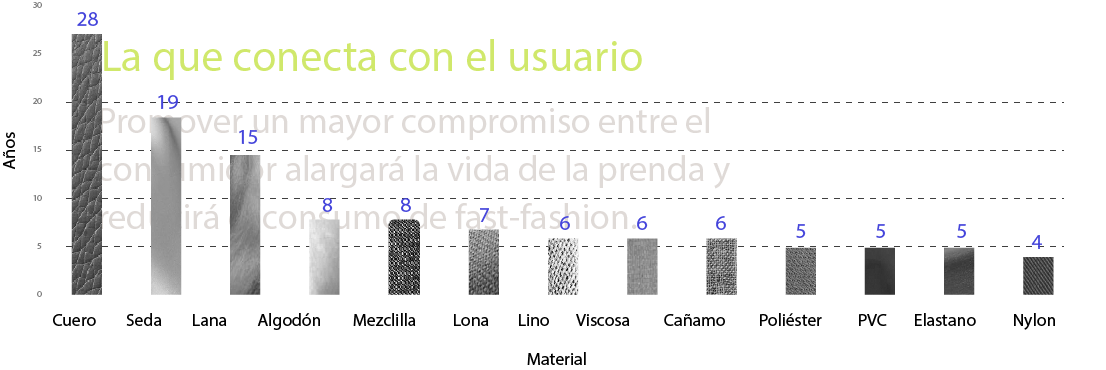 30
28
25
La que conecta con el usuario
20
19
Promover un mayor compromiso entre el
15
15
consumidor alargará la vida de la prenda y
10
8
8
7
reducirá el consumo de fast-fashion.
6
6
6
5
5
5
5
4
0
Años
Cuero Seda Lana Algodón Mezclilla Lona Lino Viscosa Cañamo Poliéster PVC Elastano Nylon
Material